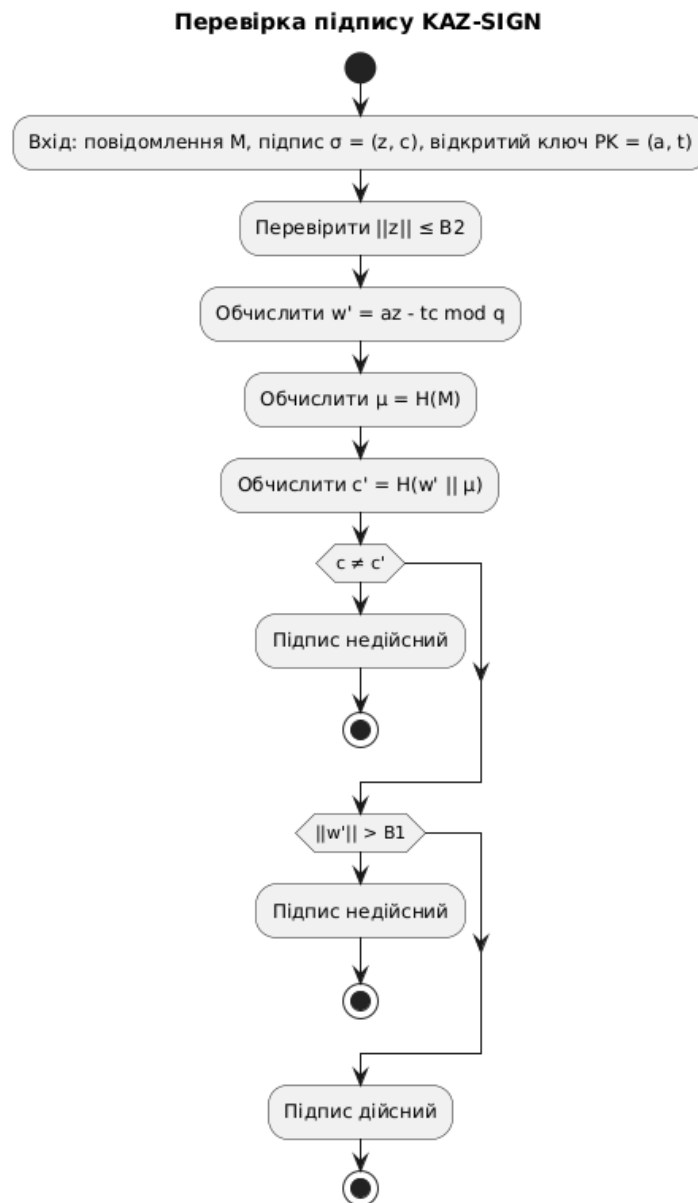 Перевірка підпису KAZ-SIGN
Вхід: повідомлення M, підпис σ = (z, c), відкритий ключ PK = (a, t)
Перевірити ||z|| ≤ B2
Обчислити w' = az - tc mod q
Обчислити μ = H(M)
Обчислити c' = H(w' || μ)
c ≠ c'
Підпис недійсний
||w'|| > B1
Підпис недійсний
Підпис дійсний